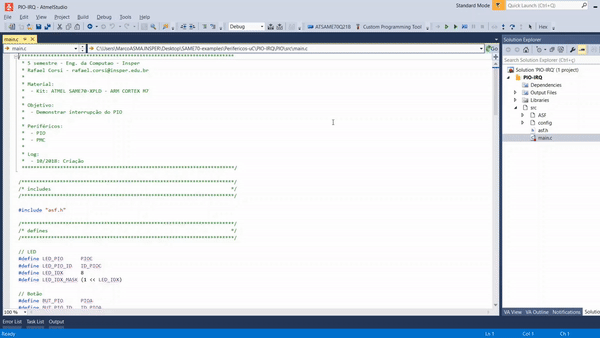 PIO-IRQ - AtmelStudio
Standard Mode
Quick Launch (Ctrl+Q)
File Edit View VAssistX ASF Project Build Debug Tools Window Help
Debug
ATSAME70Q21B
Custom Programming Tool
main.c
main.c
C:\Users\MarcoASMA.INSPER\Desktop\SAME70-examples\Perifericos-uC\PIO-IRQ\PIO\src\main.c
Go
/************************************************************************
* 5 semestre - Eng. da Computao - Insper
* Rafael Corsi - rafael.corsi@insper.edu.br
*
* Material:
* - Kit: ATMEL SAME70-XPLD - ARM CORTEX M7
*
* Objetivo:
* - Demonstrar interrupção do PIO
*
* Periféricos:
* - PIO
* - PMC
*
* Log:
* - 10/2018: Criação
************************************************************************/
/************************************************************************/
/* includes */
/************************************************************************/
#include "asf.h"
/************************************************************************/
/* defines */
/************************************************************************/
// LED
#define LED_PIO PIOC
#define LED_PIO_ID ID_PIOC
#define LED_IDX 8
#define LED_IDX_MASK (1 << LED_IDX)
// Botão
#define BUT_PIO PIOA
#define BUT_PIO_ID ID_PIOA
100 %
Solution Explorer
Search Solution Explorer (Ctrl+ç)
Solution 'PIO-IRQ' (1 project)
PIO-IRQ
Dependencies
Output Files
Libraries
src
ASF
config
asf.h
main.c
VA View VA Outline Notifications Solution
Error List Task List Output
Ready
Ln 1
Col 1
Ch 1
INS